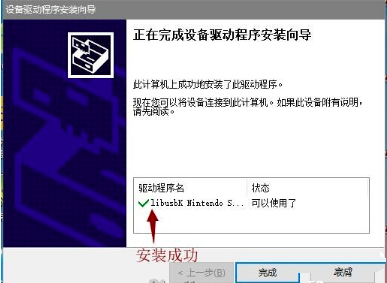 设备驱动程序安装向导
正在完成设备驱动程序安装向导
此计算机上成功地安装了此驱动程序。
现在您可以将设备连接到此计算机。如果此设备附有说明，
请先阅读。
驱动程序名 状态
libusbK Nintendo S... 可以使用了
安装成功
< 上一步(B) 完成 取消